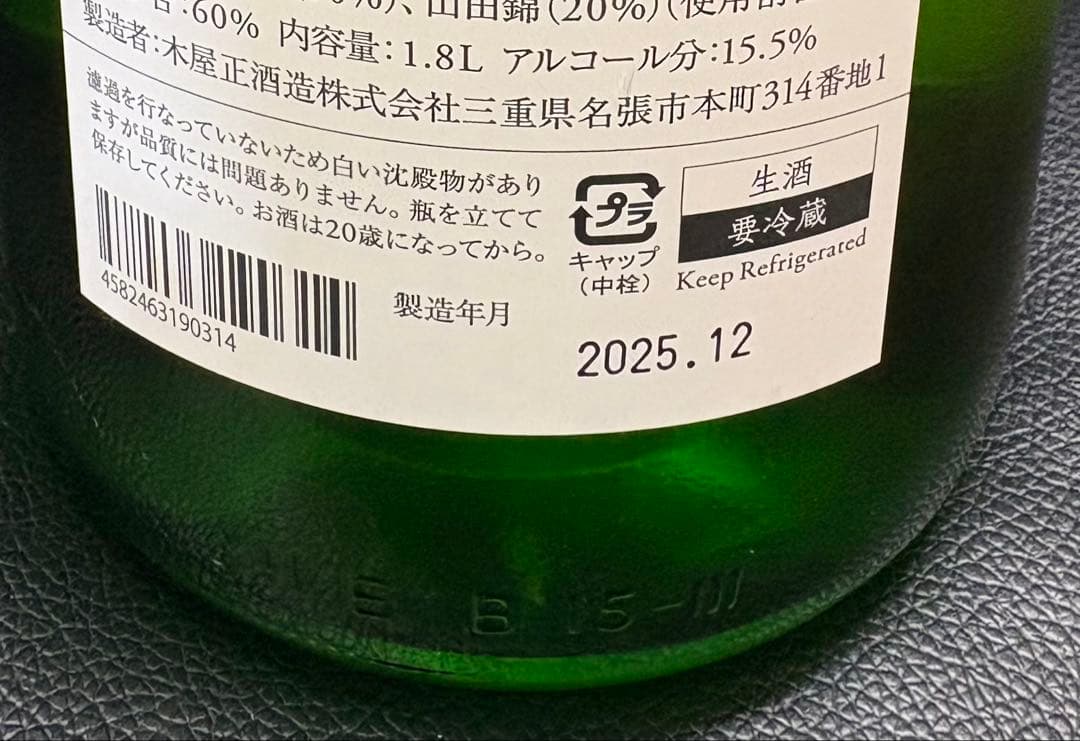 山田錦(20%)
60% 内容量:1.8L アルコール分:15.5%
製造者:木屋正酒造株式会社三重県名張市本町314番地1
濾過を行なっていないため白い沈殿物があり
ますが品質には問題ありません。瓶を立てて
保存してください。お酒は20歳になってから。
プラ
キャップ
(中栓)
生酒
要冷蔵
Keep Refrigerated
4582463190314
製造年月
2025.12
B 15-III